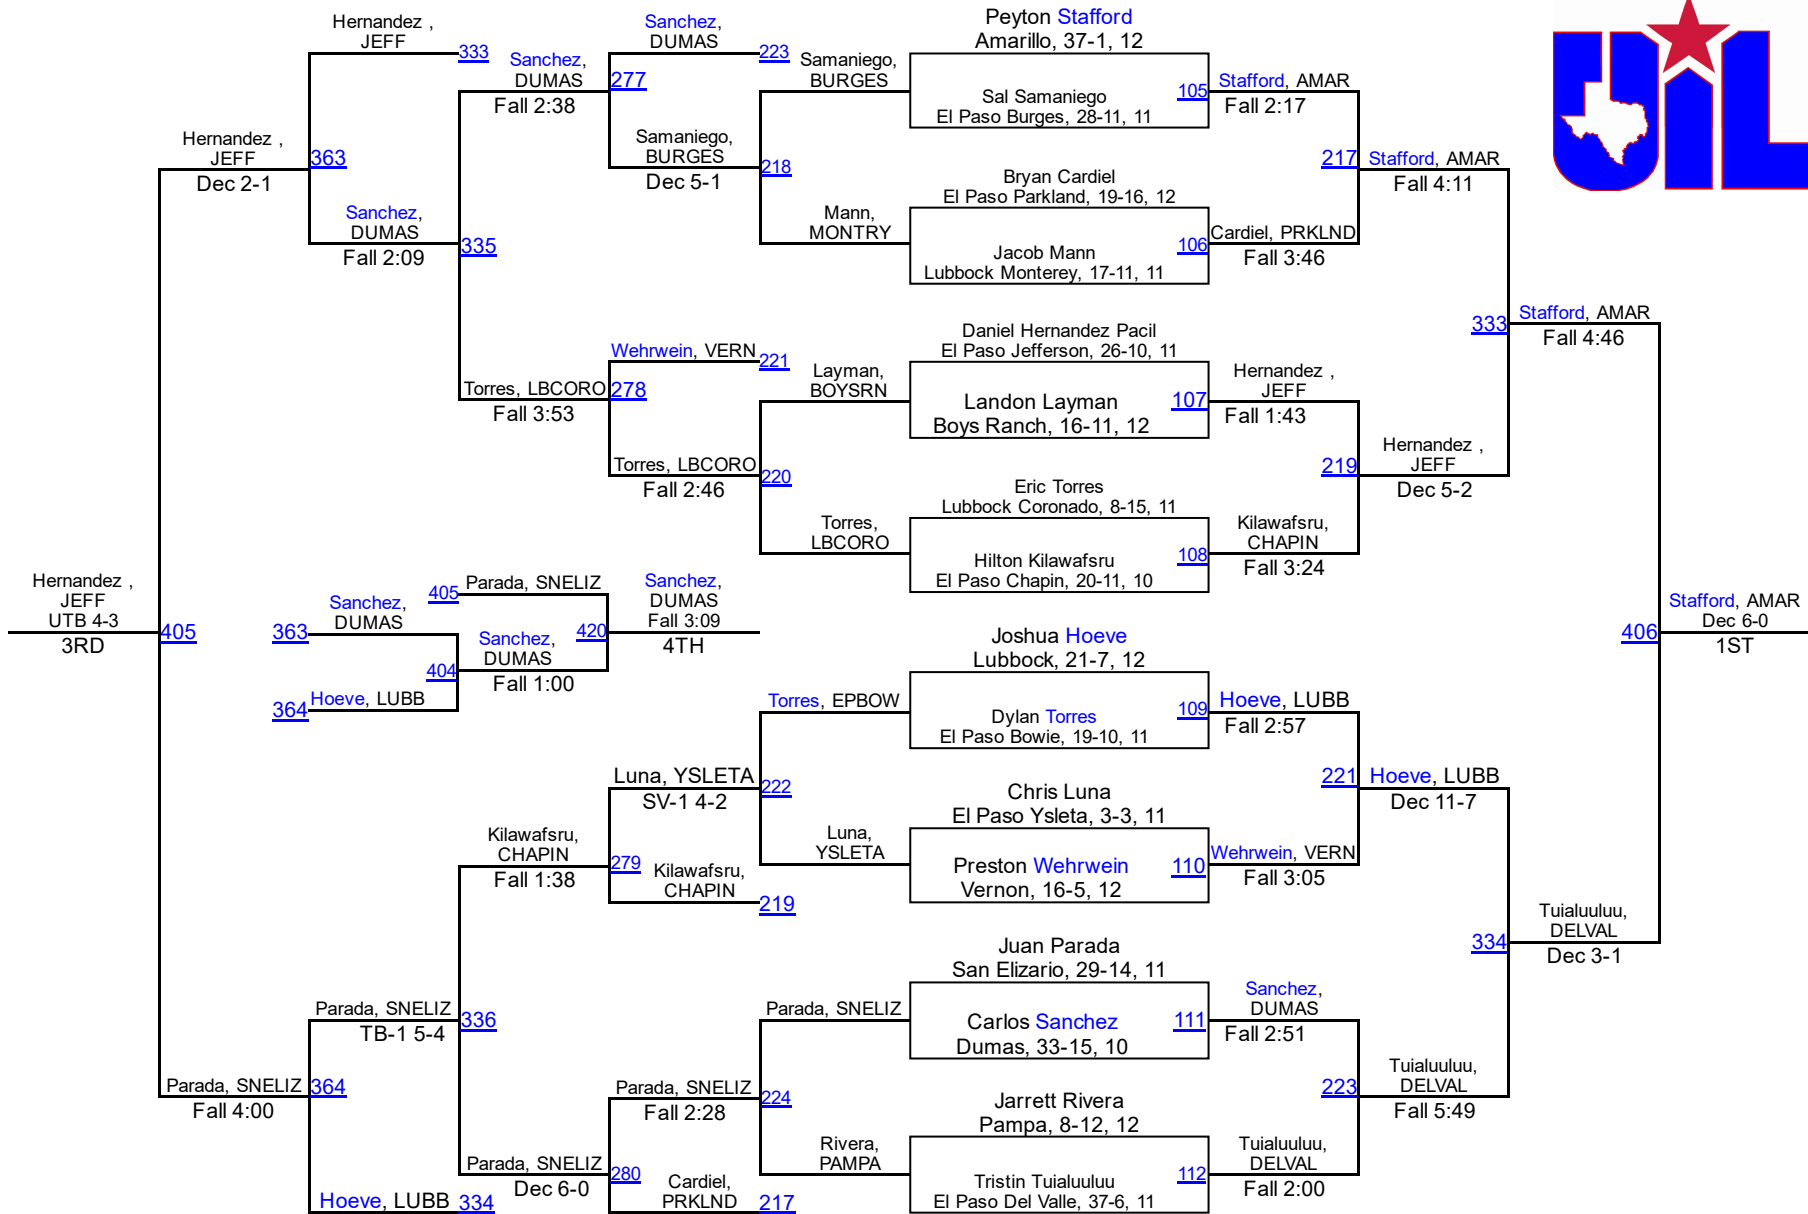 Hernandez ,
JEFF
333
Sanchez,
DUMAS
Fall 2:38
277
Sanchez,
DUMAS
223
Samaniego,
BURGES
Peyton Stafford
Amarillo, 37-1, 12
Sal Samaniego
El Paso Burges, 28-11, 11
105
Stafford, AMAR
Fall 2:17
UIL
Hernandez ,
JEFF
Dec 2-1
363
Samaniego,
BURGES
Dec 5-1
218
217
Stafford, AMAR
Fall 4:11
Sanchez,
DUMAS
Fall 2:09
335
Mann,
MONTRY
Bryan Cardiel
El Paso Parkland, 19-16, 12
Jacob Mann
Lubbock Monterey, 17-11, 11
106
Cardiel, PRKLND
Fall 3:46
333
Stafford, AMAR
Fall 4:46
Torres, LBCORO
Fall 3:53
278
Wehrwein, VERN
221
Layman,
BOYSRN
Daniel Hernandez Pacil
El Paso Jefferson, 26-10, 11
Landon Layman
Boys Ranch, 16-11, 12
107
Hernandez ,
JEFF
Fall 1:43
Torres, LBCORO
Fall 2:46
220
219
Hernandez ,
JEFF
Dec 5-2
Torres,
LBCORO
Eric Torres
Lubbock Coronado, 8-15, 11
Hilton Kilawafsru
El Paso Chapin, 20-11, 10
108
Kilawafsru,
CHAPIN
Fall 3:24
Hernandez ,
JEFF
UTB 4-3
3RD
405
363
Sanchez,
DUMAS
364
Hoeve, LUBB
404
Sanchez,
DUMAS
Fall 1:00
405
Parada, SNELIZ
420
Sanchez,
DUMAS
Fall 3:09
4TH
406
Stafford, AMAR
Dec 6-0
1ST
Torres, EPBOW
Joshua Hoeve
Lubbock, 21-7, 12
Dylan Torres
El Paso Bowie, 19-10, 11
109
Hoeve, LUBB
Fall 2:57
Luna, YSLETA
SV-1 4-2
222
221
Hoeve, LUBB
Dec 11-7
Kilawafsru,
CHAPIN
Fall 1:38
279
Kilawafsru,
CHAPIN
219
Luna,
YSLETA
Chris Luna
El Paso Ysleta, 3-3, 11
Preston Wehrwein
Vernon, 16-5, 12
110
Wehrwein, VERN
Fall 3:05
334
Tuialuuluu,
DELVAL
Dec 3-1
Parada, SNELIZ
TB-1 5-4
336
Parada, SNELIZ
Juan Parada
San Elizario, 29-14, 11
Carlos Sanchez
Dumas, 33-15, 10
111
Sanchez,
DUMAS
Fall 2:51
Parada, SNELIZ
Fall 4:00
364
Parada, SNELIZ
Fall 2:28
224
223
Tuialuuluu,
DELVAL
Fall 5:49
Hoeve, LUBB
334
Parada, SNELIZ
Dec 6-0
280
Cardiel,
PRKLND
217
Rivera,
PAMPA
Jarrett Rivera
Pampa, 8-12, 12
Tristin Tuialuuluu
El Paso Del Valle, 37-6, 11
112
Tuialuuluu,
DELVAL
Fall 2:00